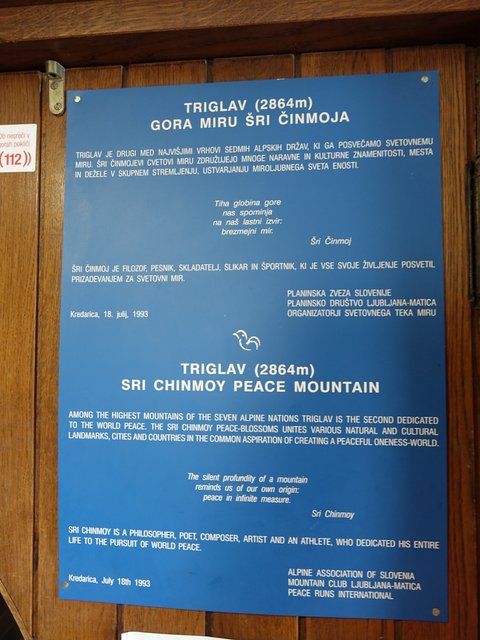 TRIGLAV (2864m)
GORA MIRU ŠRI ČINMOJA
TRIGLAV JE DRUGI MED NAJVIŠJIMI VRHOVI SEDMIH ALPSKIH DRŽAV, KI GA POSVEČAMO SVETOVNEMU
MIRU. ŠRI ČINMOJEVI CVETOVI MIRU ZDRUŽUJEJO MNOGE NARAVNE IN KULTURNE ZNAMENITOSTI, MESTA
IN DEŽELE V SKUPNEM STREMLJENJU, USTVARJANJU MIROLJUBNEGA SVETA ENOSTI.
Tiha globina gore
nas spominja
na naš lastni izvir:
brezmejni mir.
Šri Činmoj
ŠRI ČINMOJ JE FILOZOF, PESNIK, SKLADATELJ, SLIKAR IN ŠPORTNIK, KI JE VSE SVOJE ŽIVLJENJE POSVETIL
PRIZADEVANJEM ZA SVETOVNI MIR.
PLANINSKA ZVEZA SLOVENIJE
PLANINSKO DRUŠTVO LJUBLJANA-MATICA
Kredarica, 18. julij, 1993
ORGANIZATORJI SVETOVNEGA TEKA MIRU
TRIGLAV (2864m)
SRI CHINMOY PEACE MOUNTAIN
AMONG THE HIGHEST MOUNTAINS OF THE SEVEN ALPINE NATIONS TRIGLAV IS THE SECOND DEDICATED
TO THE WORLD PEACE. THE SRI CHINMOY PEACE-BLOSSOMS UNITES VARIOUS NATURAL AND CULTURAL
LANDMARKS, CITIES AND COUNTRIES IN THE COMMON ASPIRATION OF CREATING A PEACEFUL ONENESS-WORLD.
The silent profundity of a mountain
reminds us of our own origin:
peace in infinite measure.
Sri Chinmoy
SRI CHINMOY IS A PHILOSOPHER, POET, COMPOSER, ARTIST AND AN ATHLETE, WHO DEDICATED HIS ENTIRE
LIFE TO THE PURSUIT OF WORLD PEACE.
ALPINE ASSOCIATION OF SLOVENIA
Kredarica, July 18th 1993
MOUNTAIN CLUB LJUBLJANA-MATICA
PEACE RUNS INTERNATIONAL
Ob nesreči v
gorah pokliči
112